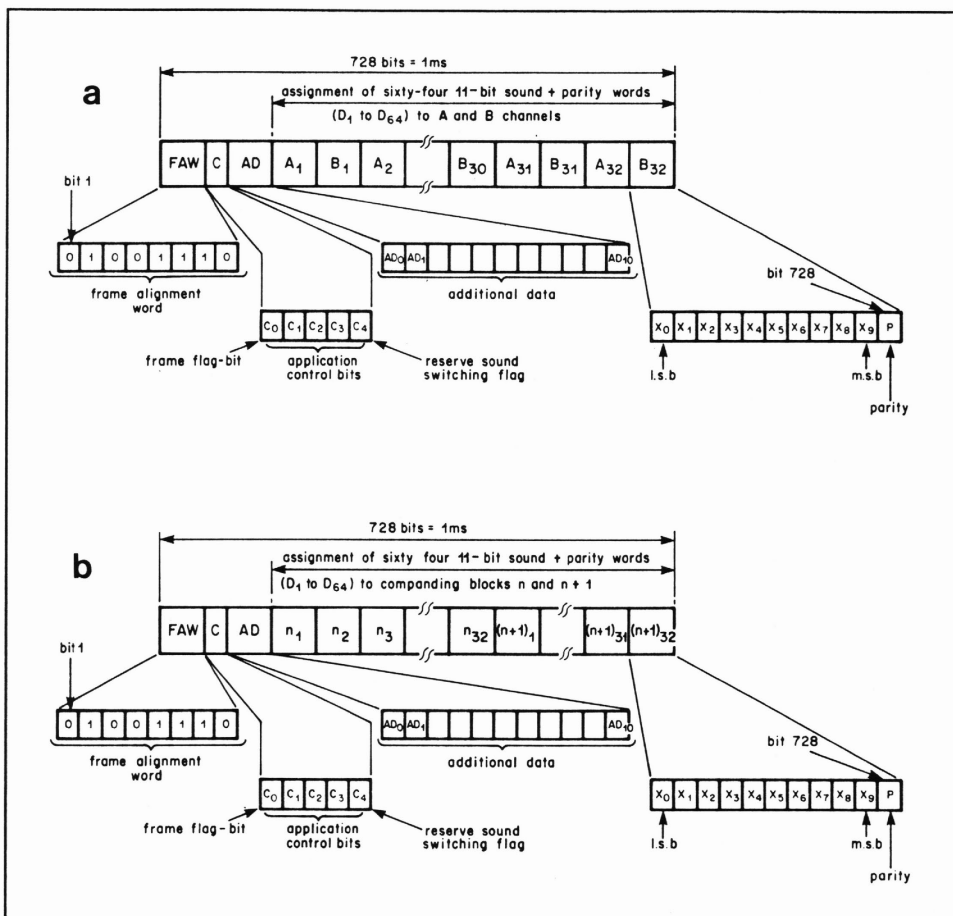 a
728 bits = 1ms
assignment of sixty-four 11-bit sound + parity words
(D1 to D64) to A and B channels
FAW C AD A1 B1 A2 B30 A31 B31 A32 B32
bit 1
0 1 0 0 1 1 1 0
frame alignment
word
AD0 AD1 AD10
additional data
bit 728
C0 C1 C2 C3 C4
frame flag-bit
application
control bits
reserve sound
switching flag
X0 X1 X2 X3 X4 X5 X6 X7 X8 X9 P
l.s.b
m.s.b
parity
b
728 bits = 1ms
assignment of sixty four 11-bit sound + parity words
(D1 to D64) to companding blocks n and n + 1
FAW C AD n1 n2 n3 n32 (n+1)1 (n+1)31 (n+1)32
bit 1
0 1 0 0 1 1 1 0
frame alignment
word
AD0 AD1 AD10
additional data
bit 728
C0 C1 C2 C3 C4
frame flag-bit
application
control bits
reserve sound
switching flag
X0 X1 X2 X3 X4 X5 X6 X7 X8 X9 P
l.s.b
m.s.b
parity